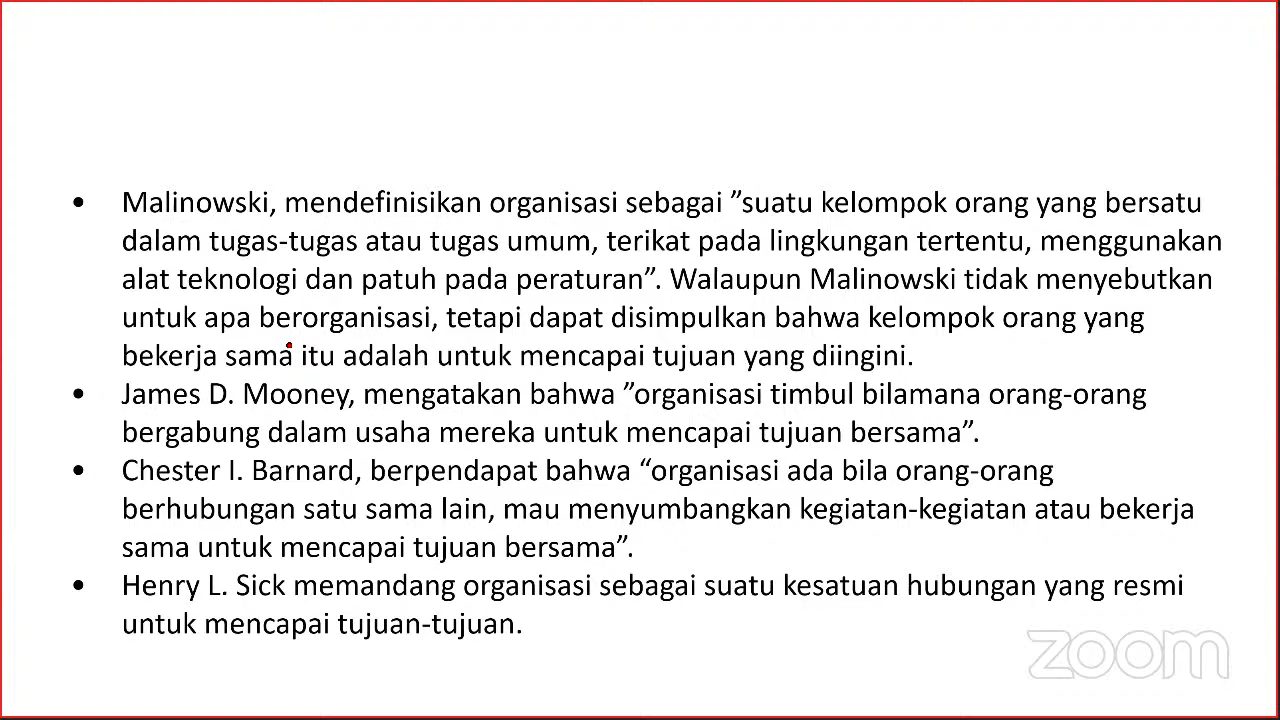 • Malinowski, mendefinisikan organisasi sebagai ”suatu kelompok orang yang bersatu
dalam tugas-tugas atau tugas umum, terikat pada lingkungan tertentu, menggunakan
alat teknologi dan patuh pada peraturan”. Walaupun Malinowski tidak menyebutkan
untuk apa berorganisasi, tetapi dapat disimpulkan bahwa kelompok orang yang
bekerja sama itu adalah untuk mencapai tujuan yang diingini.
• James D. Mooney, mengatakan bahwa ”organisasi timbul bilamana orang-orang
bergabung dalam usaha mereka untuk mencapai tujuan bersama”.
• Chester I. Barnard, berpendapat bahwa “organisasi ada bila orang-orang
berhubungan satu sama lain, mau menyumbangkan kegiatan-kegiatan atau bekerja
sama untuk mencapai tujuan bersama”.
• Henry L. Sick memandang organisasi sebagai suatu kesatuan hubungan yang resmi
untuk mencapai tujuan-tujuan.
zoom